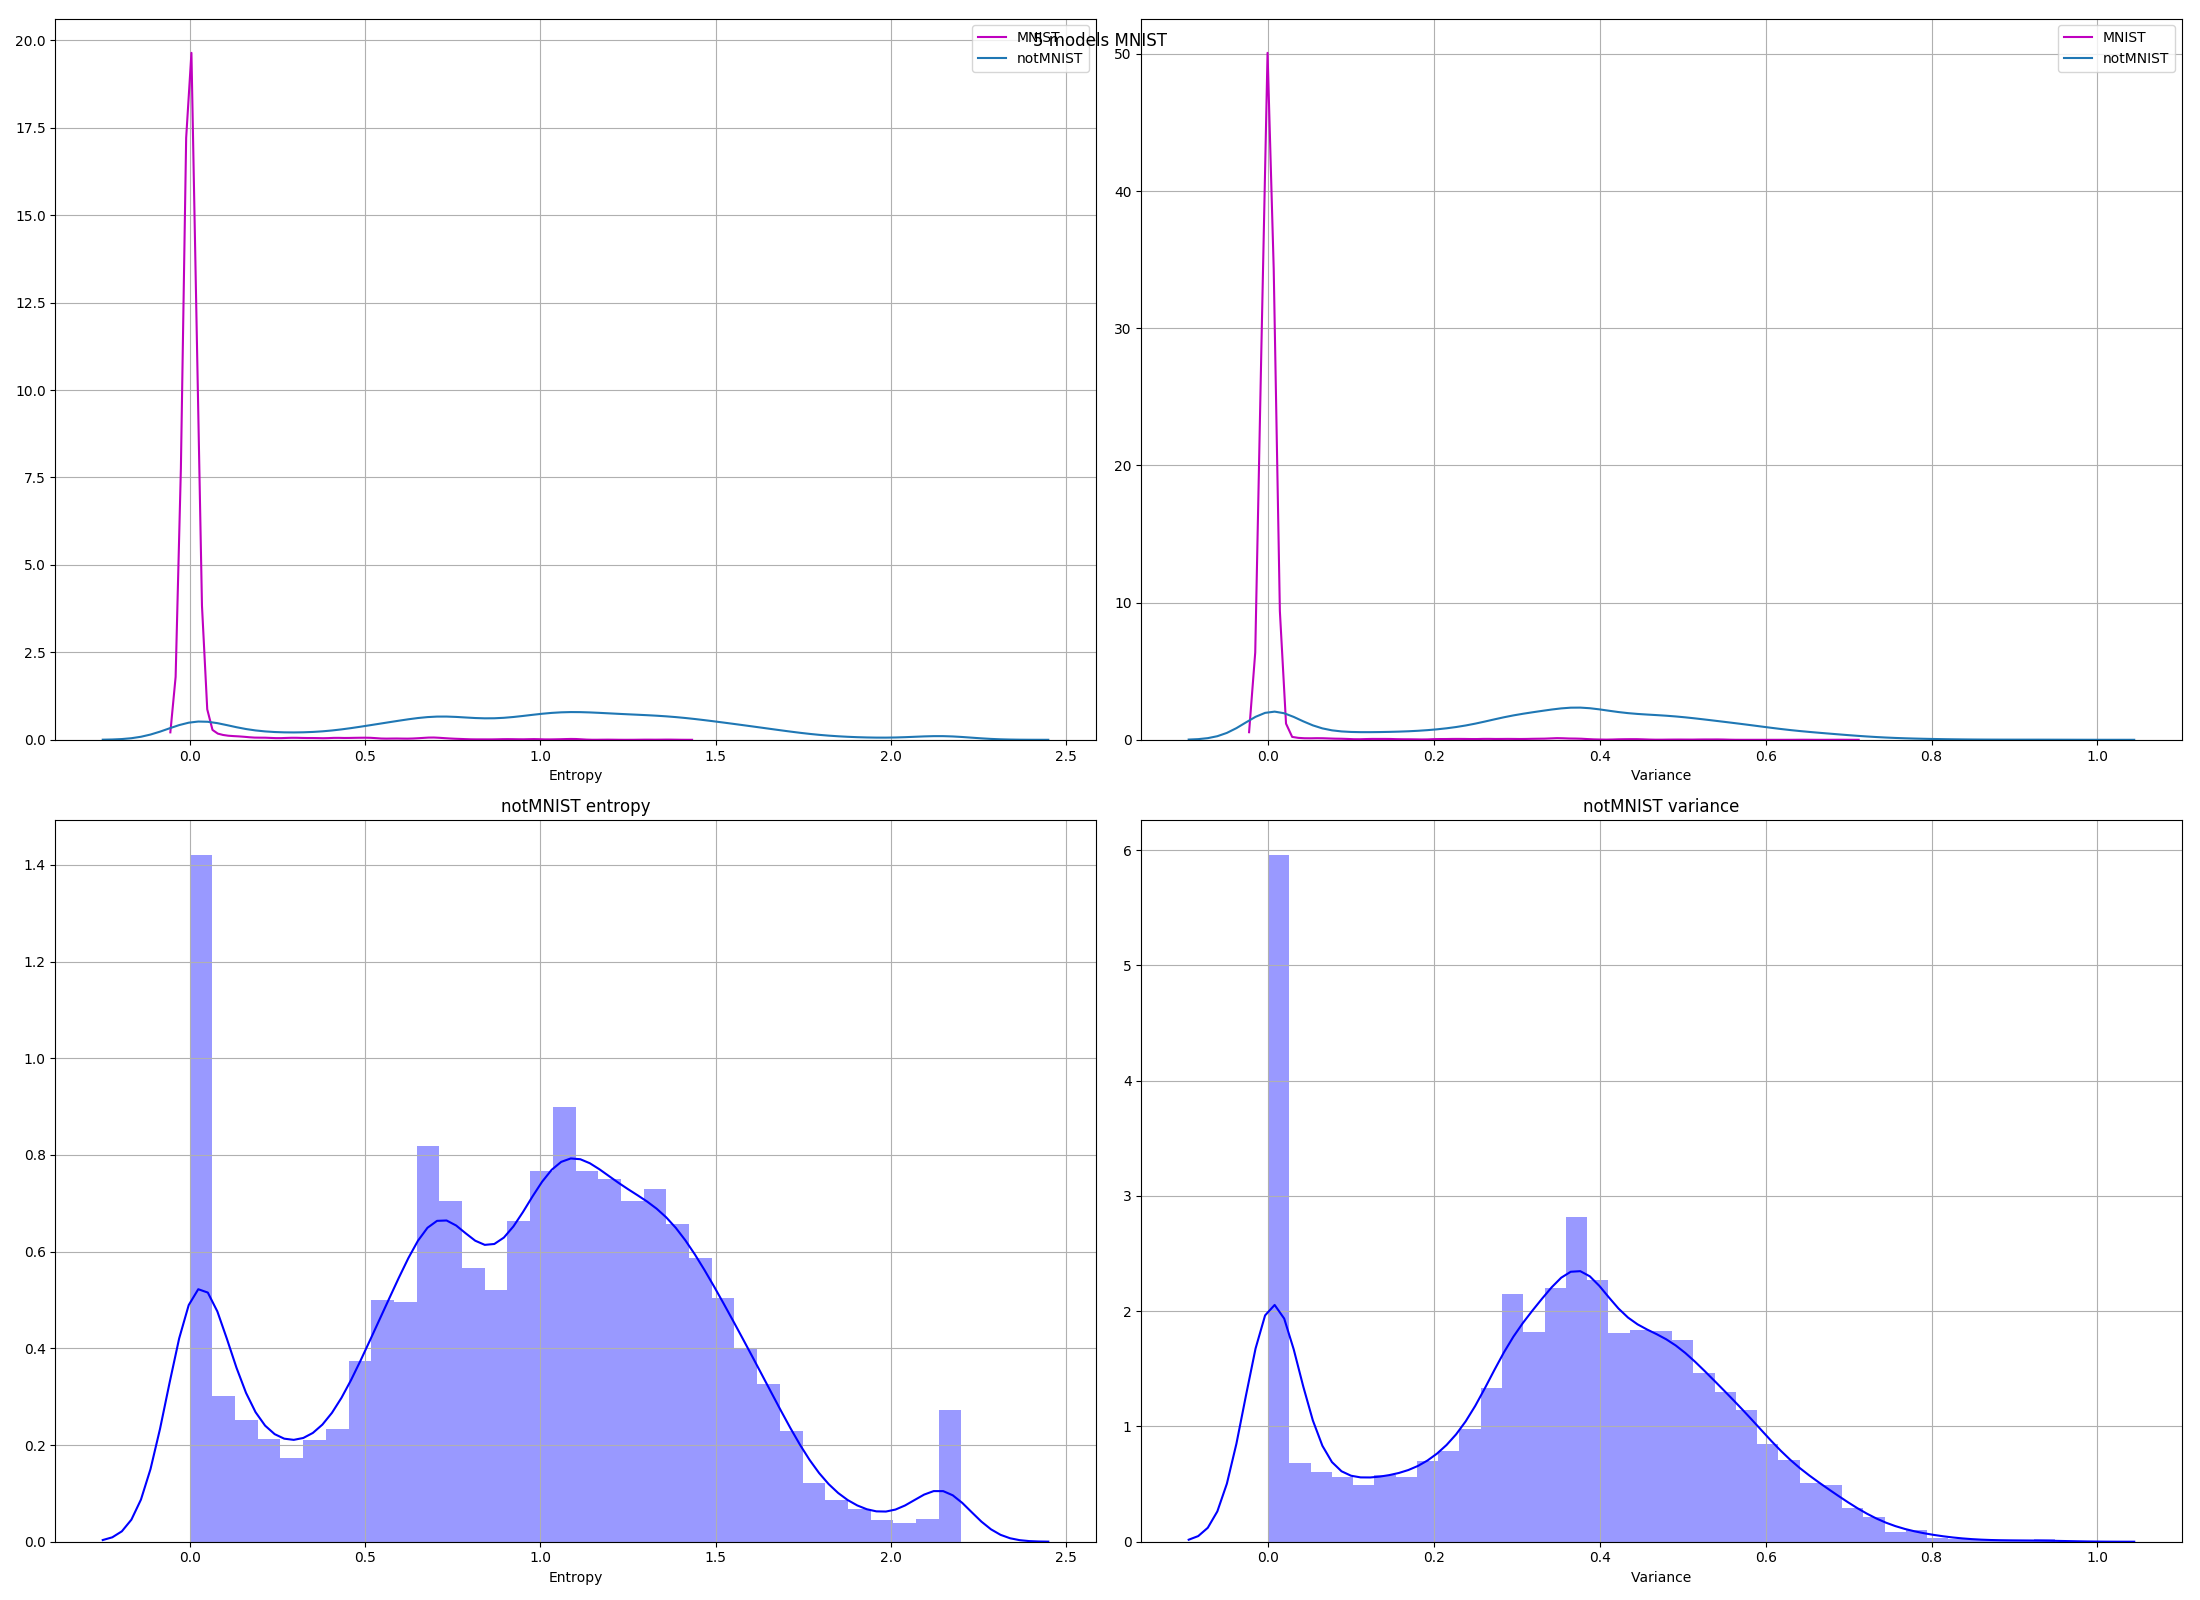 5 models MNIST
MNIST
notMNIST
20.0
17.5
15.0
12.5
10.0
7.5
5.0
2.5
0.0
0.0 0.5 1.0 1.5 2.0 2.5
Entropy
MNIST
notMNIST
50
40
30
20
10
0
0.0 0.2 0.4 0.6 0.8 1.0
Variance
notMNIST entropy
1.4
1.2
1.0
0.8
0.6
0.4
0.2
0.0
0.0 0.5 1.0 1.5 2.0 2.5
Entropy
notMNIST variance
6
5
4
3
2
1
0
0.0 0.2 0.4 0.6 0.8 1.0
Variance